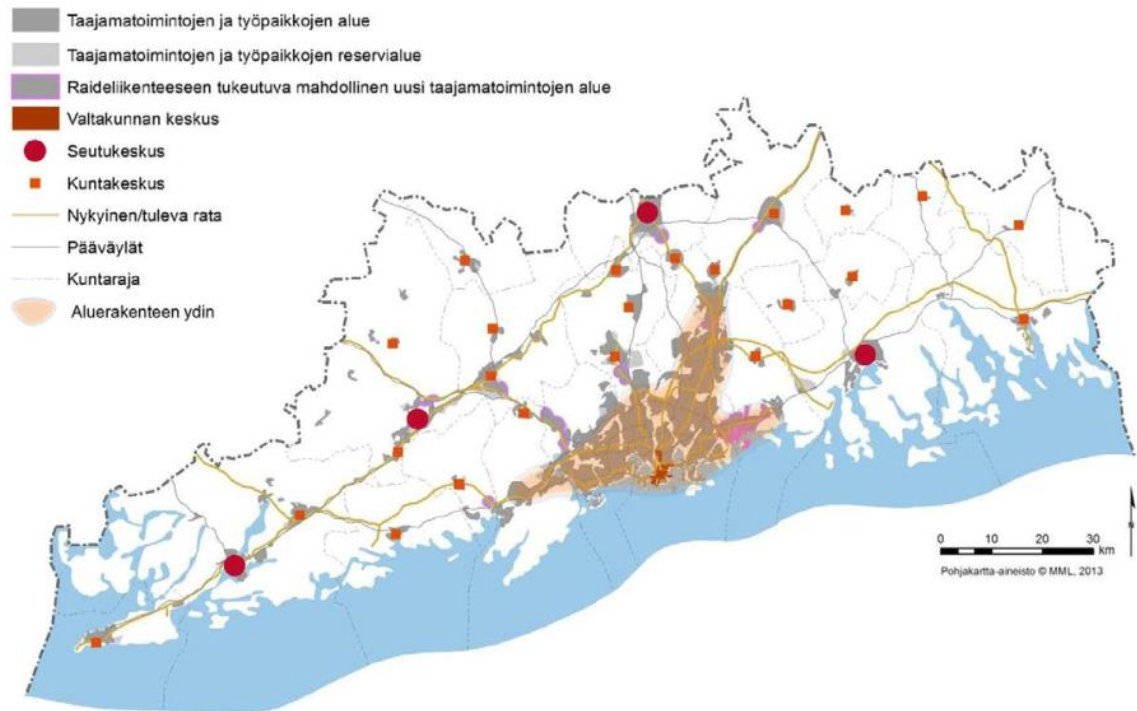 Taajamatoimintojen ja työpaikkojen alue
Taajamatoimintojen ja työpaikkojen reservialue
Raideliikenteeseen tukeutuva mahdollinen uusi taajamatoimintojen alue
Valtakunnan keskus
Seutukeskus
Kuntakeskus
Nykyinen/tuleva rata
Pääväylät
Kuntaraja
Aluerakenteen ydin
N
0 10 20 30
km
Pohjakartta-aineisto © MML, 2013